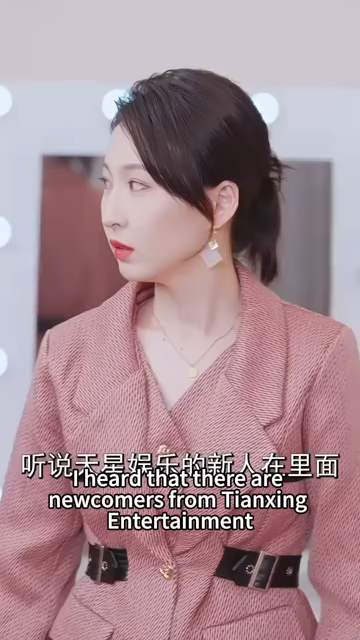 听说天星娱乐的新人在里面
I heard that there are
newcomers from Tianxing
Entertainment